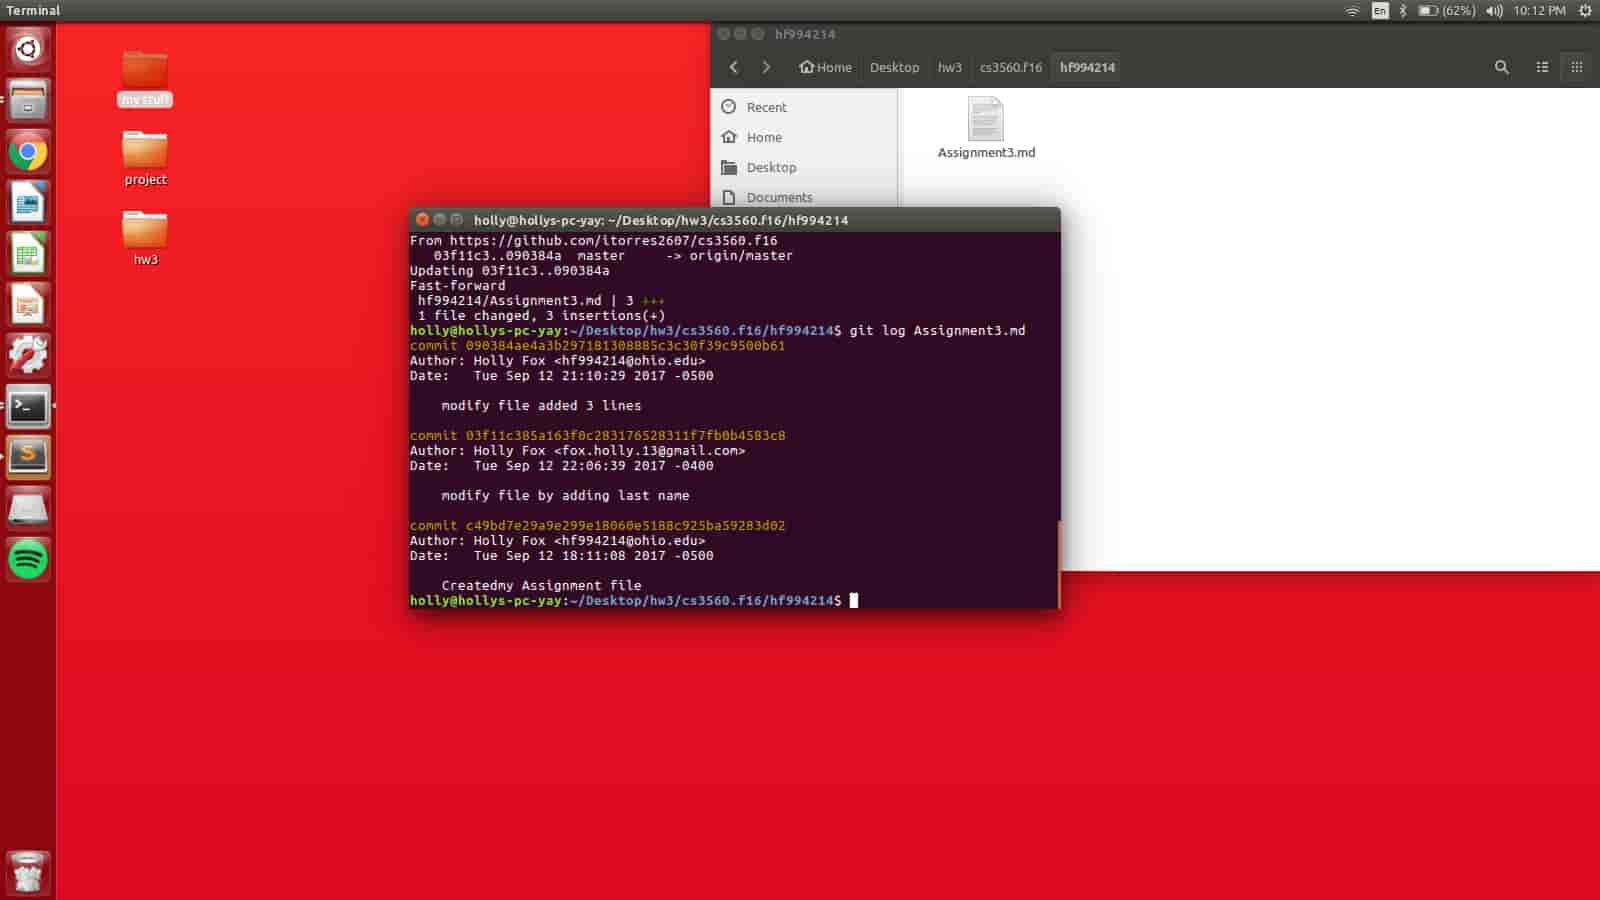 Terminal
En
(62%)
10:12 PM
my stuff
project
hw3
hf994214
Home
Desktop
hw3
cs3560.f16
hf994214
Recent
Home
Desktop
Documents
Assignment3.md
holly@hollys-pc-yay: ~/Desktop/hw3/cs3560.f16/hf994214
From https://github.com/itorres2607/cs3560.f16
   03f11c3..090384a  master     -> origin/master
Updating 03f11c3..090384a
Fast-forward
 hf994214/Assignment3.md | 3 +++
 1 file changed, 3 insertions(+)
holly@hollys-pc-yay:~/Desktop/hw3/cs3560.f16/hf994214$ git log Assignment3.md
commit 090384ae4a3b297181308885c3c30f39c9500b61
Author: Holly Fox <hf994214@ohio.edu>
Date:   Tue Sep 12 21:10:29 2017 -0500
    modify file added 3 lines
commit 03f11c385a163f0c283176528311f7fb0b4583c8
Author: Holly Fox <fox.holly.13@gmail.com>
Date:   Tue Sep 12 22:06:39 2017 -0400
    modify file by adding last name
commit c49bd7e29a9e299e18060e5188c925ba59283d02
Author: Holly Fox <hf994214@ohio.edu>
Date:   Tue Sep 12 18:11:08 2017 -0500
    Createdmy Assignment file
holly@hollys-pc-yay:~/Desktop/hw3/cs3560.f16/hf994214$